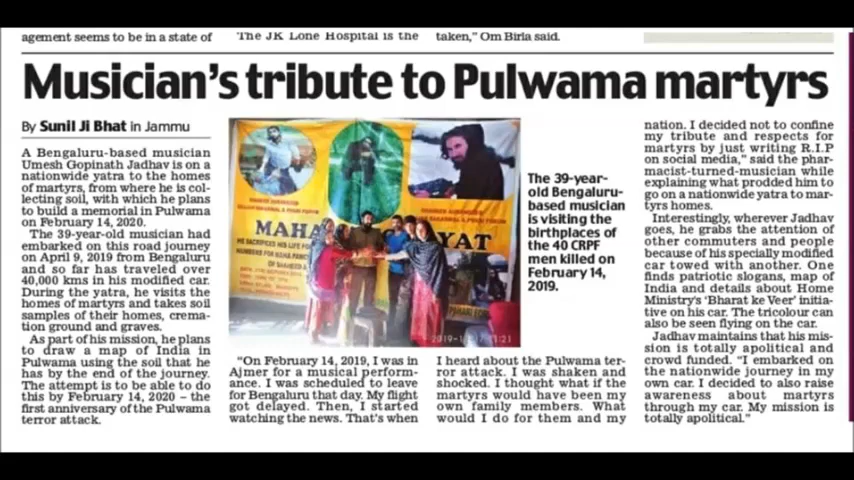 agement seems to be in a state of
The JK Lone Hospital is the
taken," Om Birla said.
Musician's tribute to Pulwama martyrs
By Sunil Ji Bhat in Jammu
A Bengaluru-based musician
Umesh Gopinath Jadhav is on a
nationwide yatra to the homes
of martyrs, from where he is col-
lecting soil, with which he plans
to build a memorial in Pulwama
on February 14, 2020.
The 39-year-old musician had
embarked on this road journey
on April 9, 2019 from Bengaluru
and so far has traveled over
40,000 kms in his modified car.
During the yatra, he visits the
homes of martyrs and takes soil
samples of their homes, crema-
tion ground and graves.
As part of his mission, he plans
to draw a map of India in
Pulwama using the soil that he
has by the end of the journey.
The attempt is to be able to do
this by February 14, 2020 – the
first anniversary of the Pulwama
terror attack.
MAHA
YAT
HE SACRIFICES HIS LIFE FO
The 39-year-
old Bengaluru-
based musician
is visiting the
birthplaces of
the 40 CRPF
men killed on
February 14,
2019.
"On February 14, 2019, I was in
Ajmer for a musical perform-
ance. I was scheduled to leave
for Bengaluru that day. My flight
got delayed. Then, I started
watching the news. That's when
I heard about the Pulwama ter-
ror attack. I was shaken and
shocked. I thought what if the
martyrs would have been my
own family members. What
would I do for them and my
nation. I decided not to confine
my tribute and respects for
martyrs by just writing R.I.P
on social media," said the phar-
macist-turned-musician while
explaining what prodded him to
go on a nationwide yatra to mar-
tyrs homes.
Interestingly, wherever Jadhav
goes, he grabs the attention of
other commuters and people
because of his specially modified
car towed with another. One
finds patriotic slogans, map of
India and details about Home
Ministry's 'Bharat ke Veer' initia-
tive on his car. The tricolour can
also be seen flying on the car.
Jadhav maintains that his mis-
sion is totally apolitical and
crowd funded. "I embarked on
the nationwide journey in my
own car. I decided to also raise
awareness about martyrs
through my car. My mission is
totally apolitical."